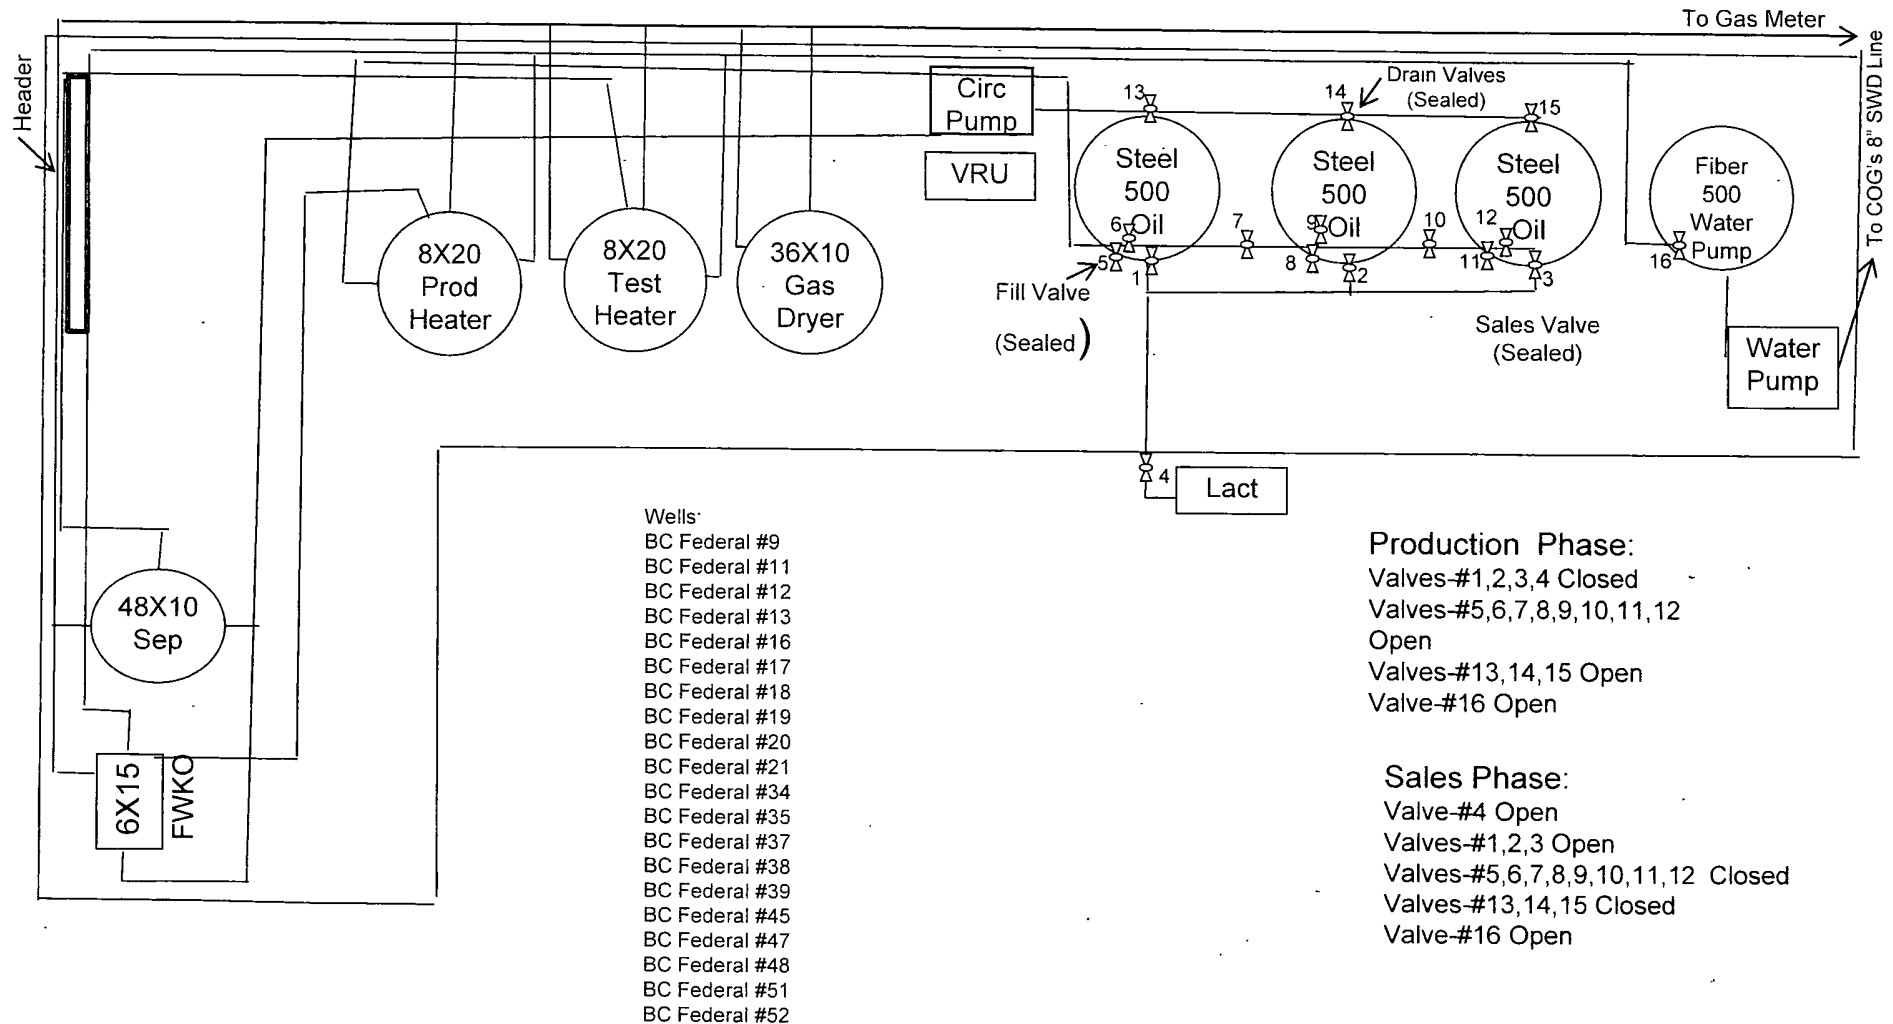 To Gas Meter
Header
To COG's 8" SWD Line
Circ
Pump
VRU
13
14
Drain Valves
(Sealed)
15
Steel
500
Oil
Steel
500
Oil
Steel
500
Oil
Fiber
500
Water
Pump
6
7
9
10
12
5
1
8
2
11
3
16
Fill Valve
(Sealed)
Sales Valve
(Sealed)
Water
Pump
8X20
Prod
Heater
8X20
Test
Heater
36X10
Gas
Dryer
4
Lact
48X10
Sep
6X15
FWKO
Wells:
BC Federal #9
BC Federal #11
BC Federal #12
BC Federal #13
BC Federal #16
BC Federal #17
BC Federal #18
BC Federal #19
BC Federal #20
BC Federal #21
BC Federal #34
BC Federal #35
BC Federal #37
BC Federal #38
BC Federal #39
BC Federal #45
BC Federal #47
BC Federal #48
BC Federal #51
BC Federal #52
Production Phase:
Valves-#1,2,3,4 Closed
Valves-#5,6,7,8,9,10,11,12
Open
Valves-#13,14,15 Open
Valve-#16 Open
Sales Phase:
Valve-#4 Open
Valves-#1,2,3 Open
Valves-#5,6,7,8,9,10,11,12 Closed
Valves-#13,14,15 Closed
Valve-#16 Open